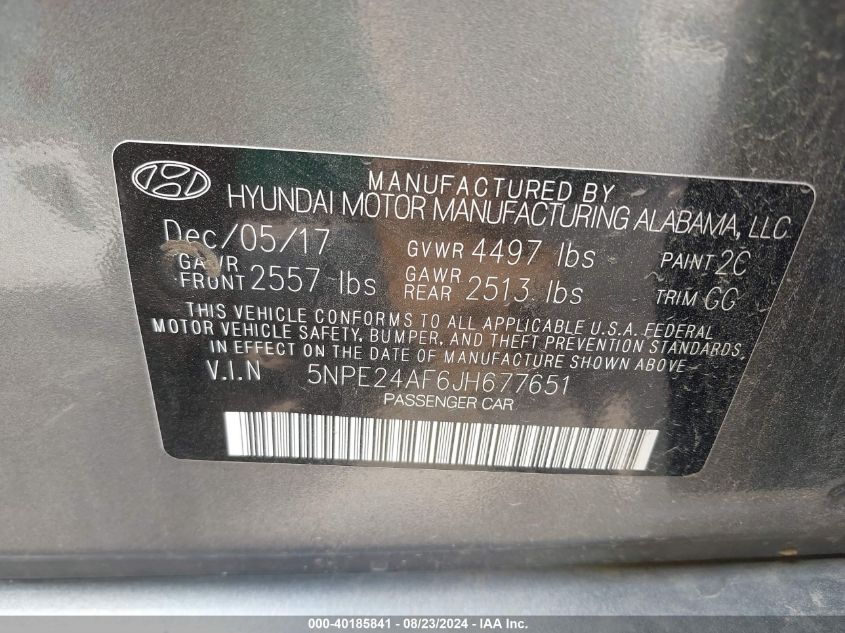 MANUFACTURED BY
HYUNDAI MOTOR MANUFACTURING ALABAMA, LLC
Dec/05/17 GVWR 4497 lbs PAINT 2C
GAWR FRONT 2557 lbs GAWR REAR 2513 lbs TRIM GG
THIS VEHICLE CONFORMS TO ALL APPLICABLE U.S.A. FEDERAL
MOTOR VEHICLE SAFETY, BUMPER, AND THEFT PREVENTION STANDARDS
IN EFFECT ON THE DATE OF MANUFACTURE SHOWN ABOVE
V.I.N 5NPE24AF6JH677651
PASSENGER CAR
000-40185841 - 08/23/2024 - IAA Inc.